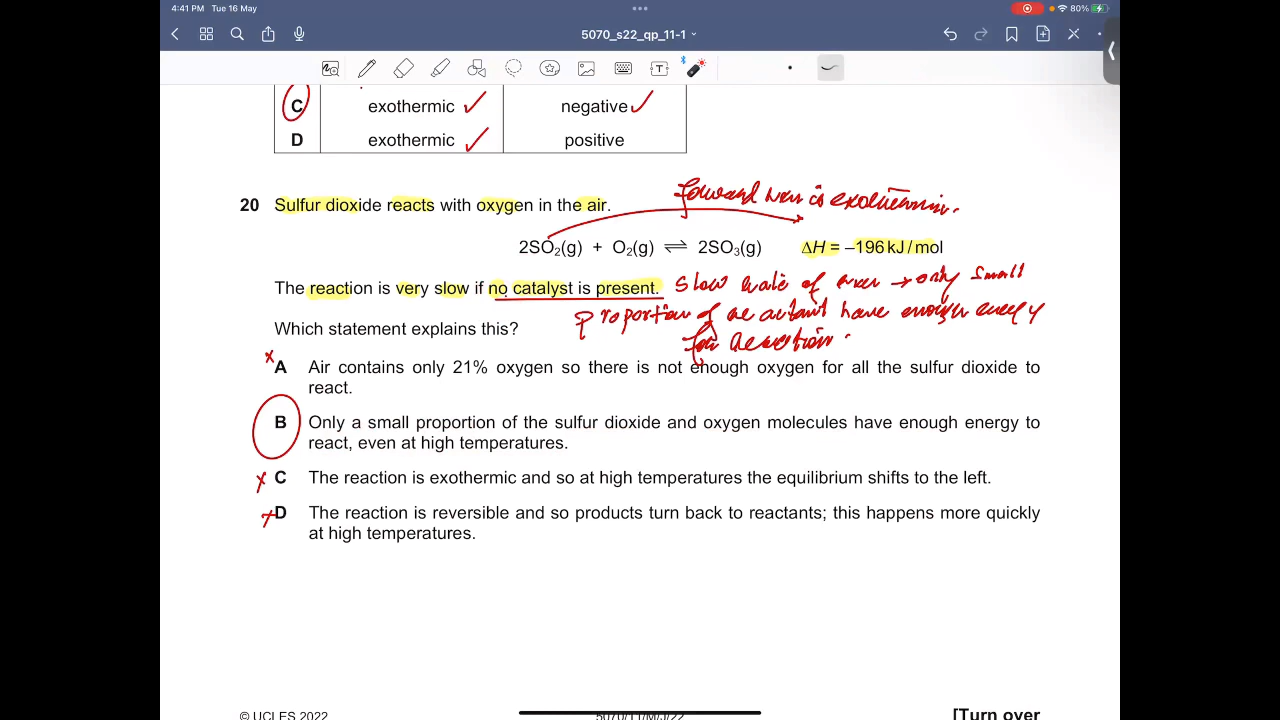 4:41 PM Tue 16 May
80%
5070_s22_qp_11-1
C exothermic negative
D exothermic positive
forward rxn is exothermic.
20 Sulfur dioxide reacts with oxygen in the air.
2SO₂(g) + O₂(g) ⇌ 2SO₃(g) ΔH = –196 kJ/mol
The reaction is very slow if no catalyst is present. slow rate of rxn → only small
proportion of reactant have enough energy
Which statement explains this?
for reaction.
A Air contains only 21% oxygen so there is not enough oxygen for all the sulfur dioxide to
react.
B Only a small proportion of the sulfur dioxide and oxygen molecules have enough energy to
react, even at high temperatures.
C The reaction is exothermic and so at high temperatures the equilibrium shifts to the left.
D The reaction is reversible and so products turn back to reactants; this happens more quickly
at high temperatures.
© UCLES 2022 5070/11/M/J/22 [Turn over